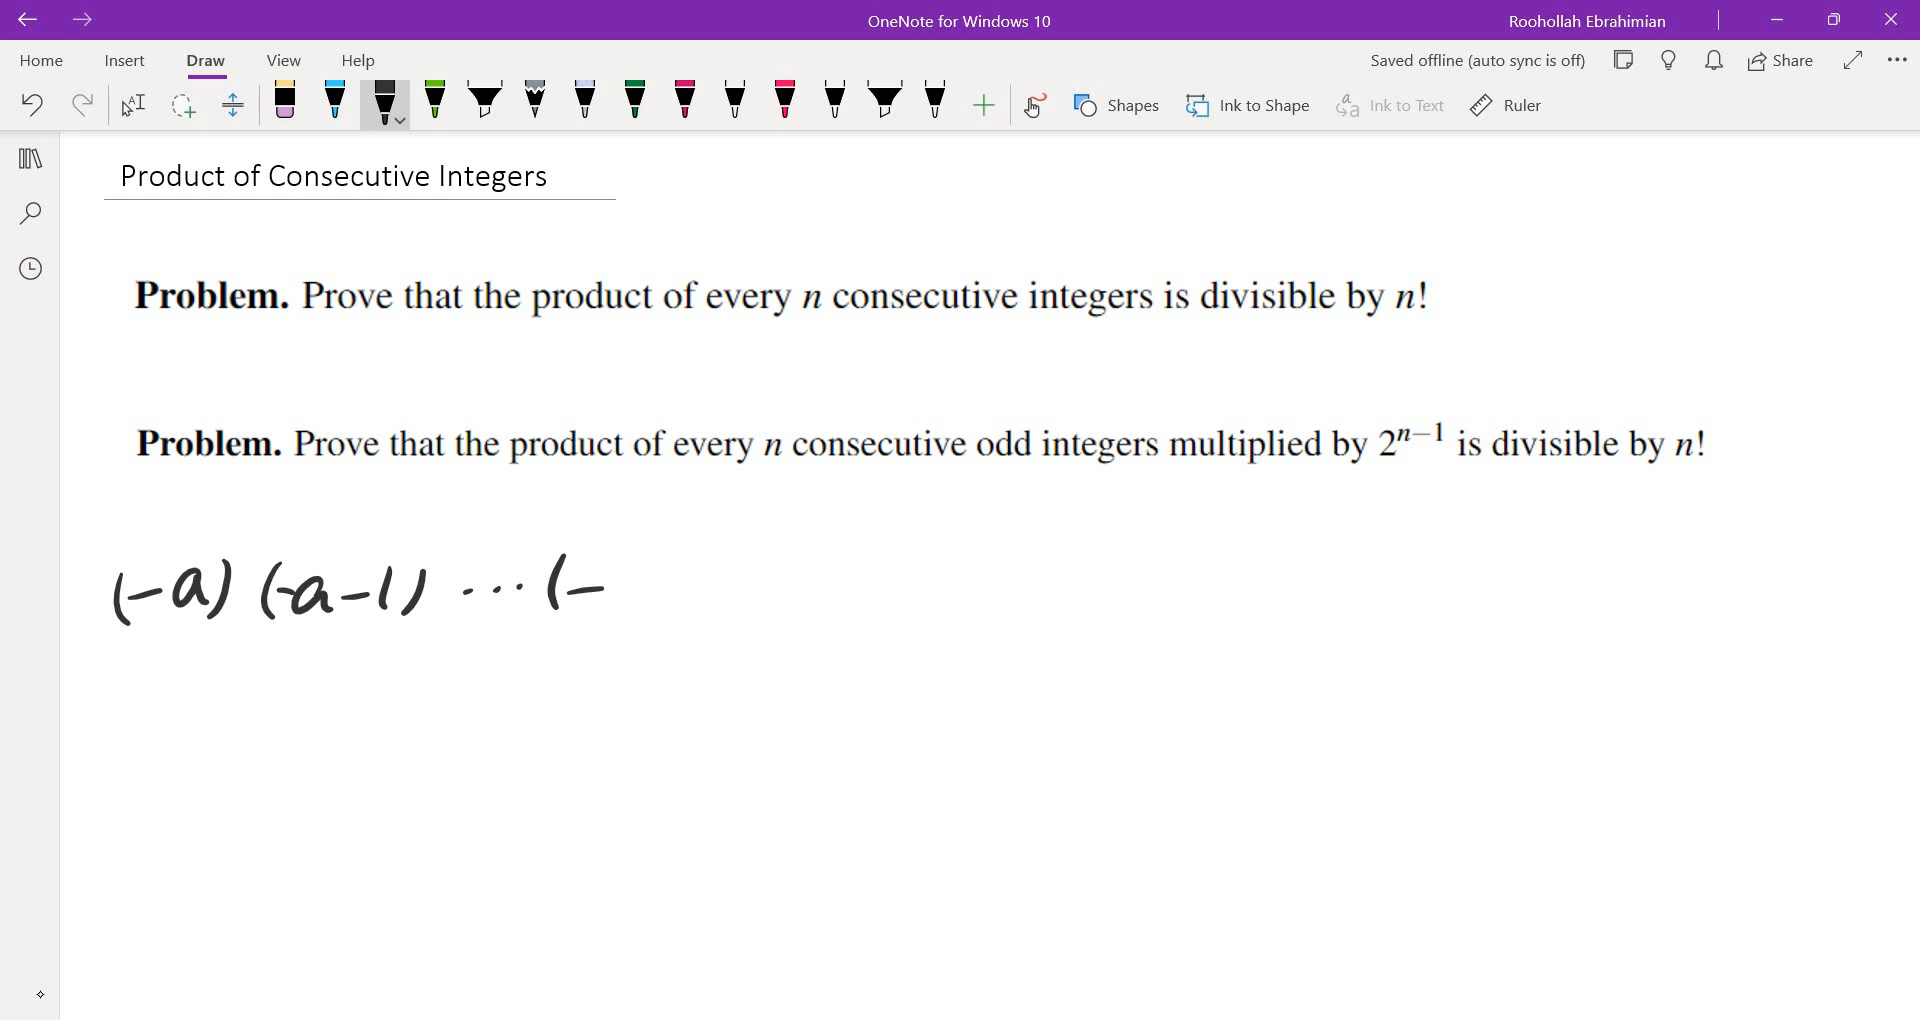 OneNote for Windows 10
Roohollah Ebrahimian
Home Insert Draw View Help
Saved offline (auto sync is off) Share
Shapes Ink to Shape Ink to Text Ruler
Product of Consecutive Integers
Problem. Prove that the product of every n consecutive integers is divisible by n!
Problem. Prove that the product of every n consecutive odd integers multiplied by 2^{n-1} is divisible by n!
(-a) (-a-1) ... (-